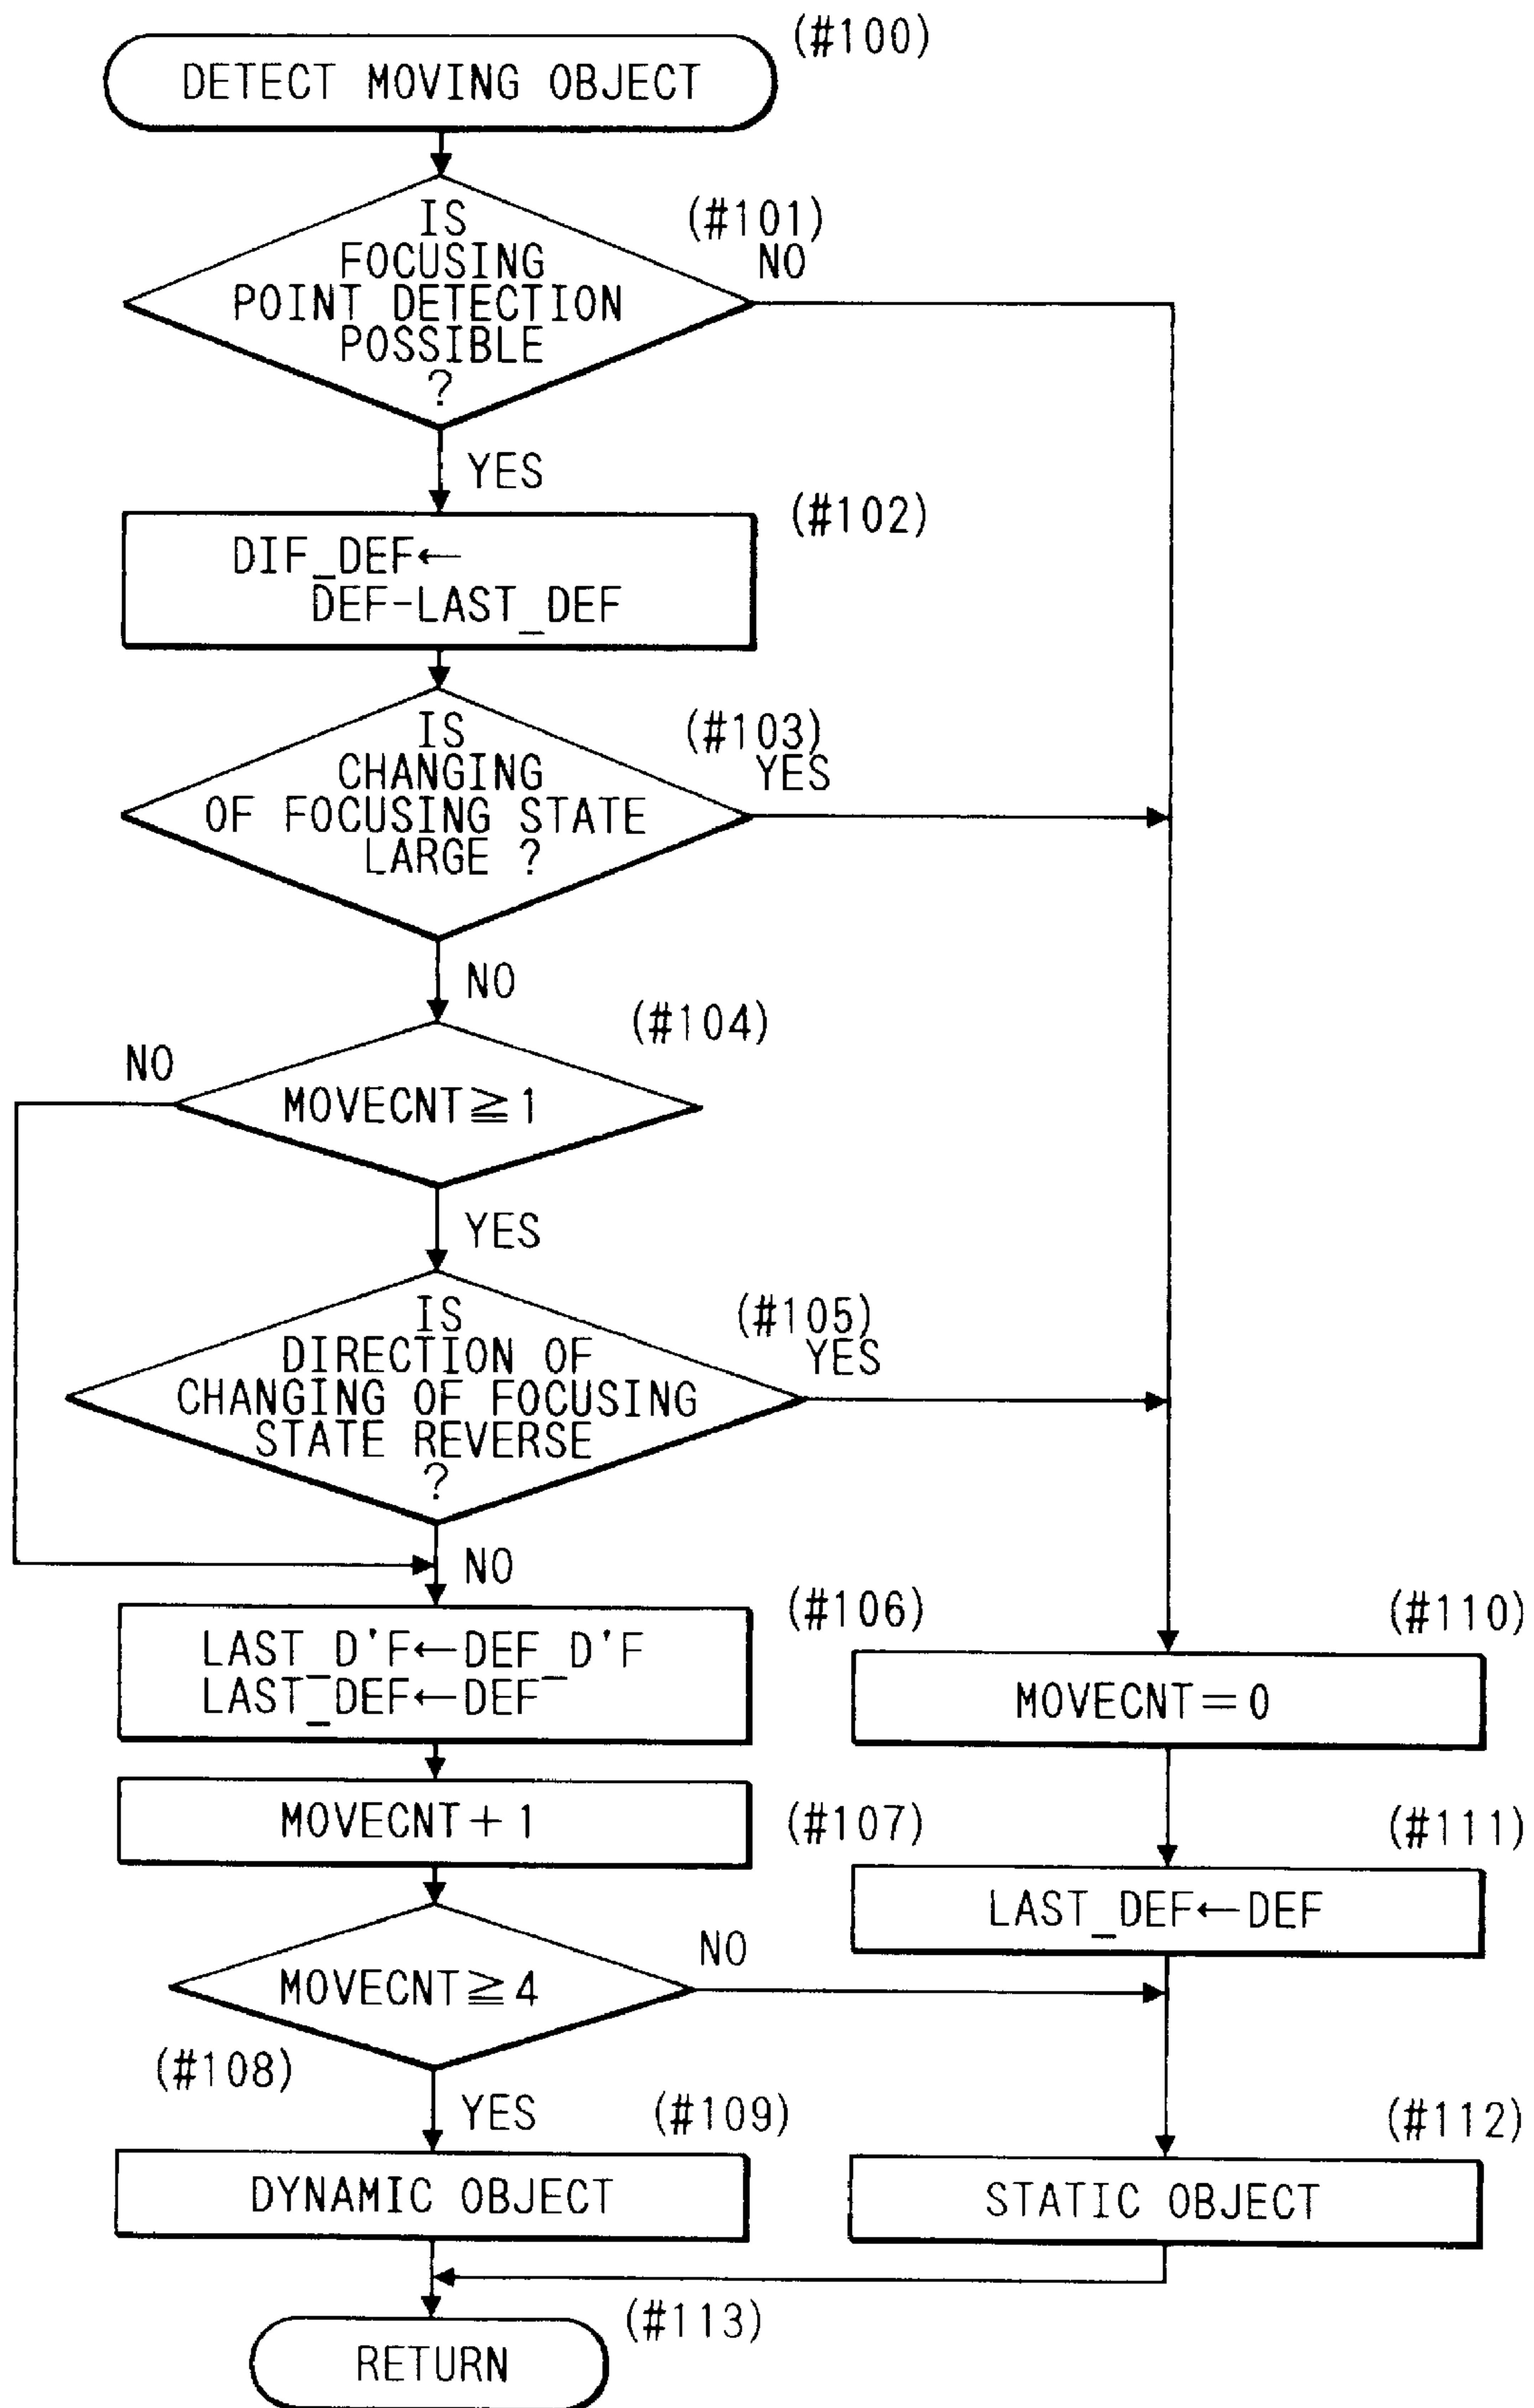 (#100)
DETECT MOVING OBJECT
(#101)
IS
FOCUSING
POINT DETECTION
POSSIBLE
?
NO
YES
(#102)
DIF_DEF←
DEF-LAST_DEF
(#103)
IS
CHANGING
OF FOCUSING STATE
LARGE ?
YES
NO
(#104)
NO
MOVECNT≧1
YES
(#105)
IS
DIRECTION OF
CHANGING OF FOCUSING
STATE REVERSE
?
YES
NO
(#106)
LAST_D'F←DEF_D'F
LAST_DEF←DEF
(#110)
MOVECNT=0
MOVECNT+1
(#107)
(#111)
LAST_DEF←DEF
MOVECNT≧4
NO
(#108)
YES
(#109)
DYNAMIC OBJECT
(#112)
STATIC OBJECT
(#113)
RETURN